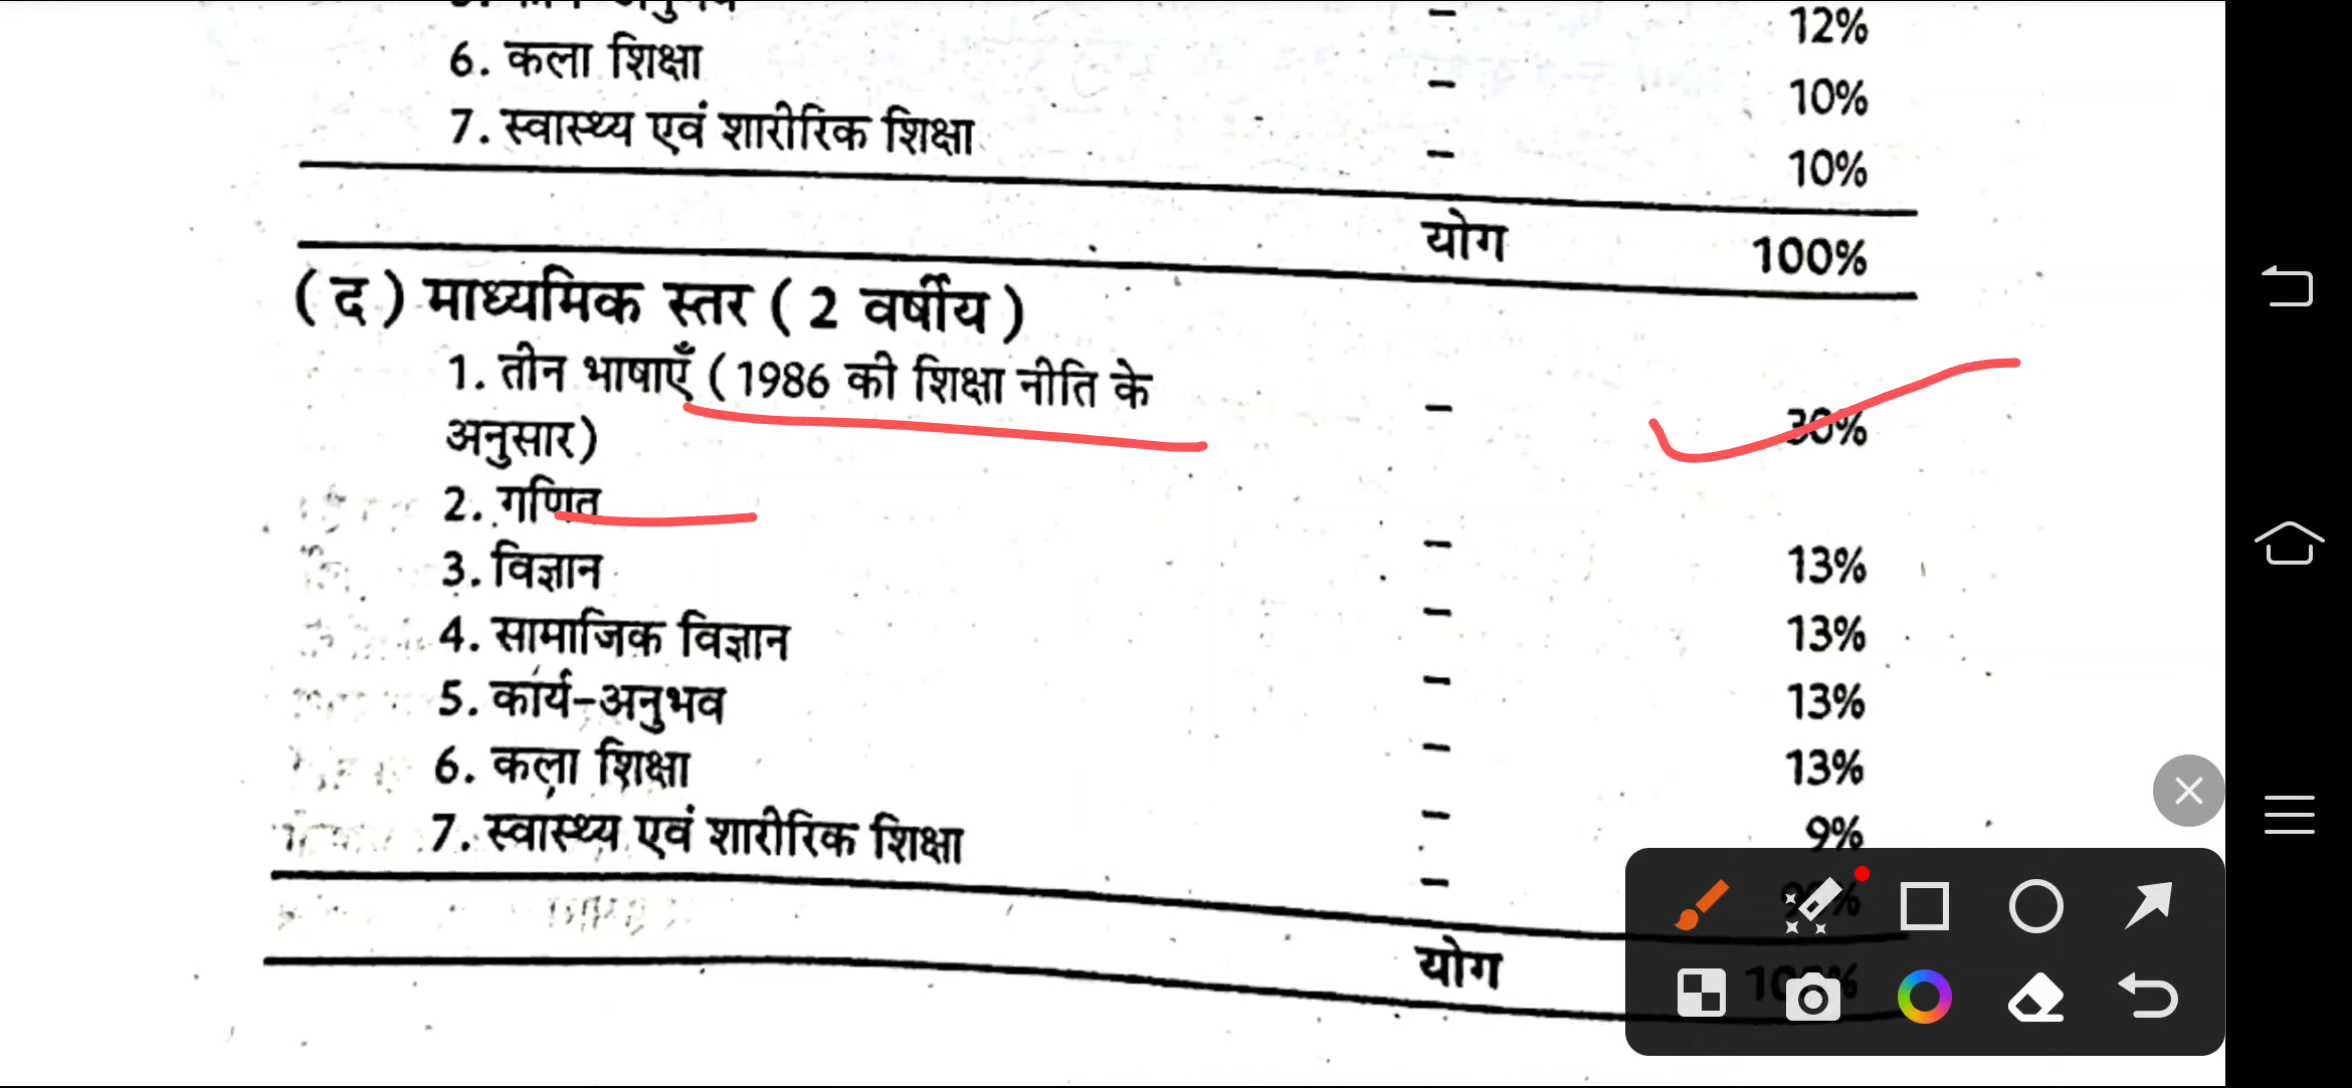 12%
6. कला शिक्षा – 10%
7. स्वास्थ्य एवं शारीरिक शिक्षा – 10%
योग 100%
( द ) माध्यमिक स्तर ( 2 वर्षीय )
1. तीन भाषाएँ ( 1986 की शिक्षा नीति के – 30%
अनुसार)
2. गणित – 13%
3. विज्ञान – 13%
4. सामाजिक विज्ञान – 13%
5. कार्य-अनुभव – 13%
6. कला शिक्षा – 9%
7. स्वास्थ्य एवं शारीरिक शिक्षा –
योग